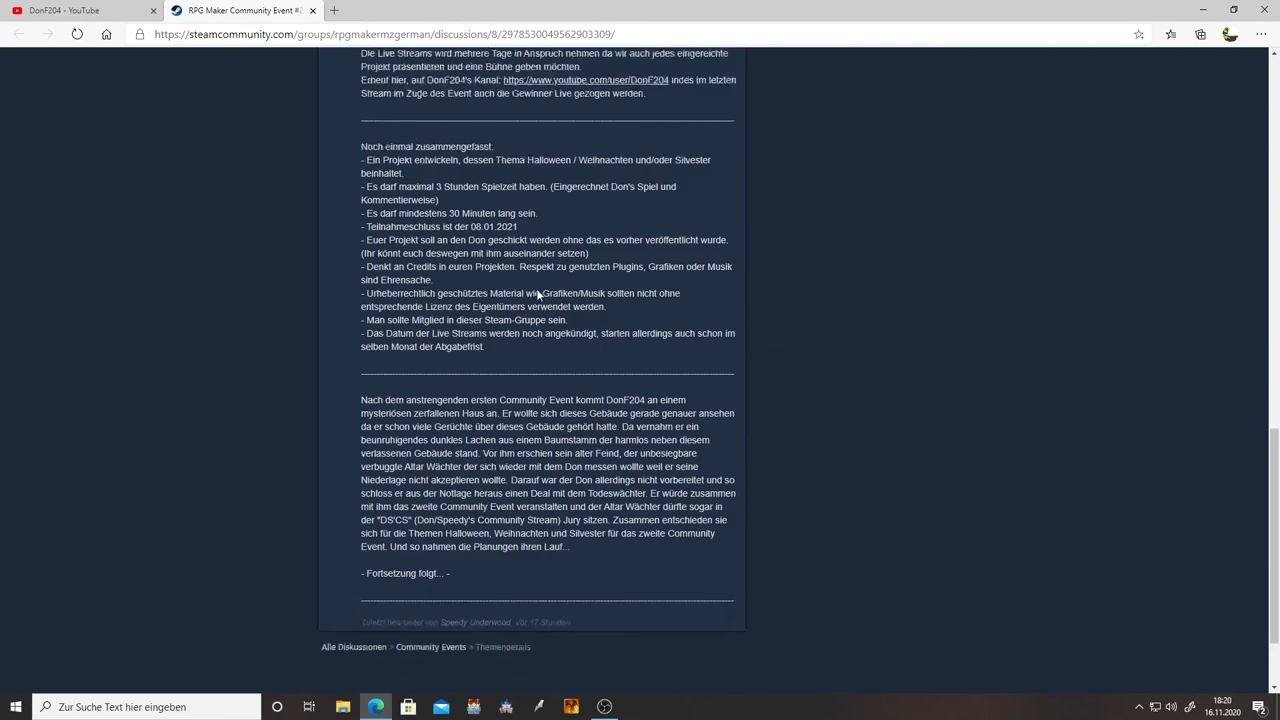 DonF204 - YouTube
RPG Maker Community Event #2
https://steamcommunity.com/groups/rpgmakermzgerman/discussions/8/2978530049562903309/
Die Live Streams wird mehrere Tage in Anspruch nehmen da wir auch jedes eingereichte
Projekt präsentieren und eine Bühne geben möchten.
Erneut hier, auf DonF204's Kanal: https://www.youtube.com/user/DonF204 indes im letzten
Stream im Zuge des Event auch die Gewinner Live gezogen werden.
Noch einmal zusammengefasst.
- Ein Projekt entwickeln, dessen Thema Halloween / Weihnachten und/oder Silvester
beinhaltet.
- Es darf maximal 3 Stunden Spielzeit haben. (Eingerechnet Don's Spiel und
Kommentierweise)
- Es darf mindestens 30 Minuten lang sein.
- Teilnahmeschluss ist der 08.01.2021
- Euer Projekt soll an den Don geschickt werden ohne das es vorher veröffentlicht wurde.
(Ihr könnt euch deswegen mit ihm auseinander setzen)
- Denkt an Credits in euren Projekten. Respekt zu genutzten Plugins, Grafiken oder Musik
sind Ehrensache.
- Urheberrechtlich geschütztes Material wie Grafiken/Musik sollten nicht ohne
entsprechende Lizenz des Eigentümers verwendet werden.
- Man sollte Mitglied in dieser Steam-Gruppe sein.
- Das Datum der Live Streams werden noch angekündigt, starten allerdings auch schon im
selben Monat der Abgabefrist.
Nach dem anstrengenden ersten Community Event kommt DonF204 an einem
mysteriösen zerfallenen Haus an. Er wollte sich dieses Gebäude gerade genauer ansehen
da er schon viele Gerüchte über dieses Gebäude gehört hatte. Da vernahm er ein
beunruhigendes dunkles Lachen aus einem Baumstamm der harmlos neben diesem
verlassenen Gebäude stand. Vor ihm erschien sein alter Feind, der unbesiegbare
verbuggte Altar Wächter der sich wieder mit dem Don messen wollte weil er seine
Niederlage nicht akzeptieren wollte. Darauf war der Don allerdings nicht vorbereitet und so
schloss er aus der Notlage heraus einen Deal mit dem Todeswächter. Er würde zusammen
mit ihm das zweite Community Event veranstalten und der Altar Wächter dürfte sogar in
der "DS'CS" (Don/Speedy's Community Stream) Jury sitzen. Zusammen entschieden sie
sich für die Themen Halloween, Weihnachten und Silvester für das zweite Community
Event. Und so nahmen die Planungen ihren Lauf...
- Fortsetzung folgt... -
Zuletzt bearbeitet von Speedy Underwood; Vor 17 Stunden
Alle Diskussionen > Community Events > Themendetails
Zur Suche Text hier eingeben
18:20
16.11.2020
2